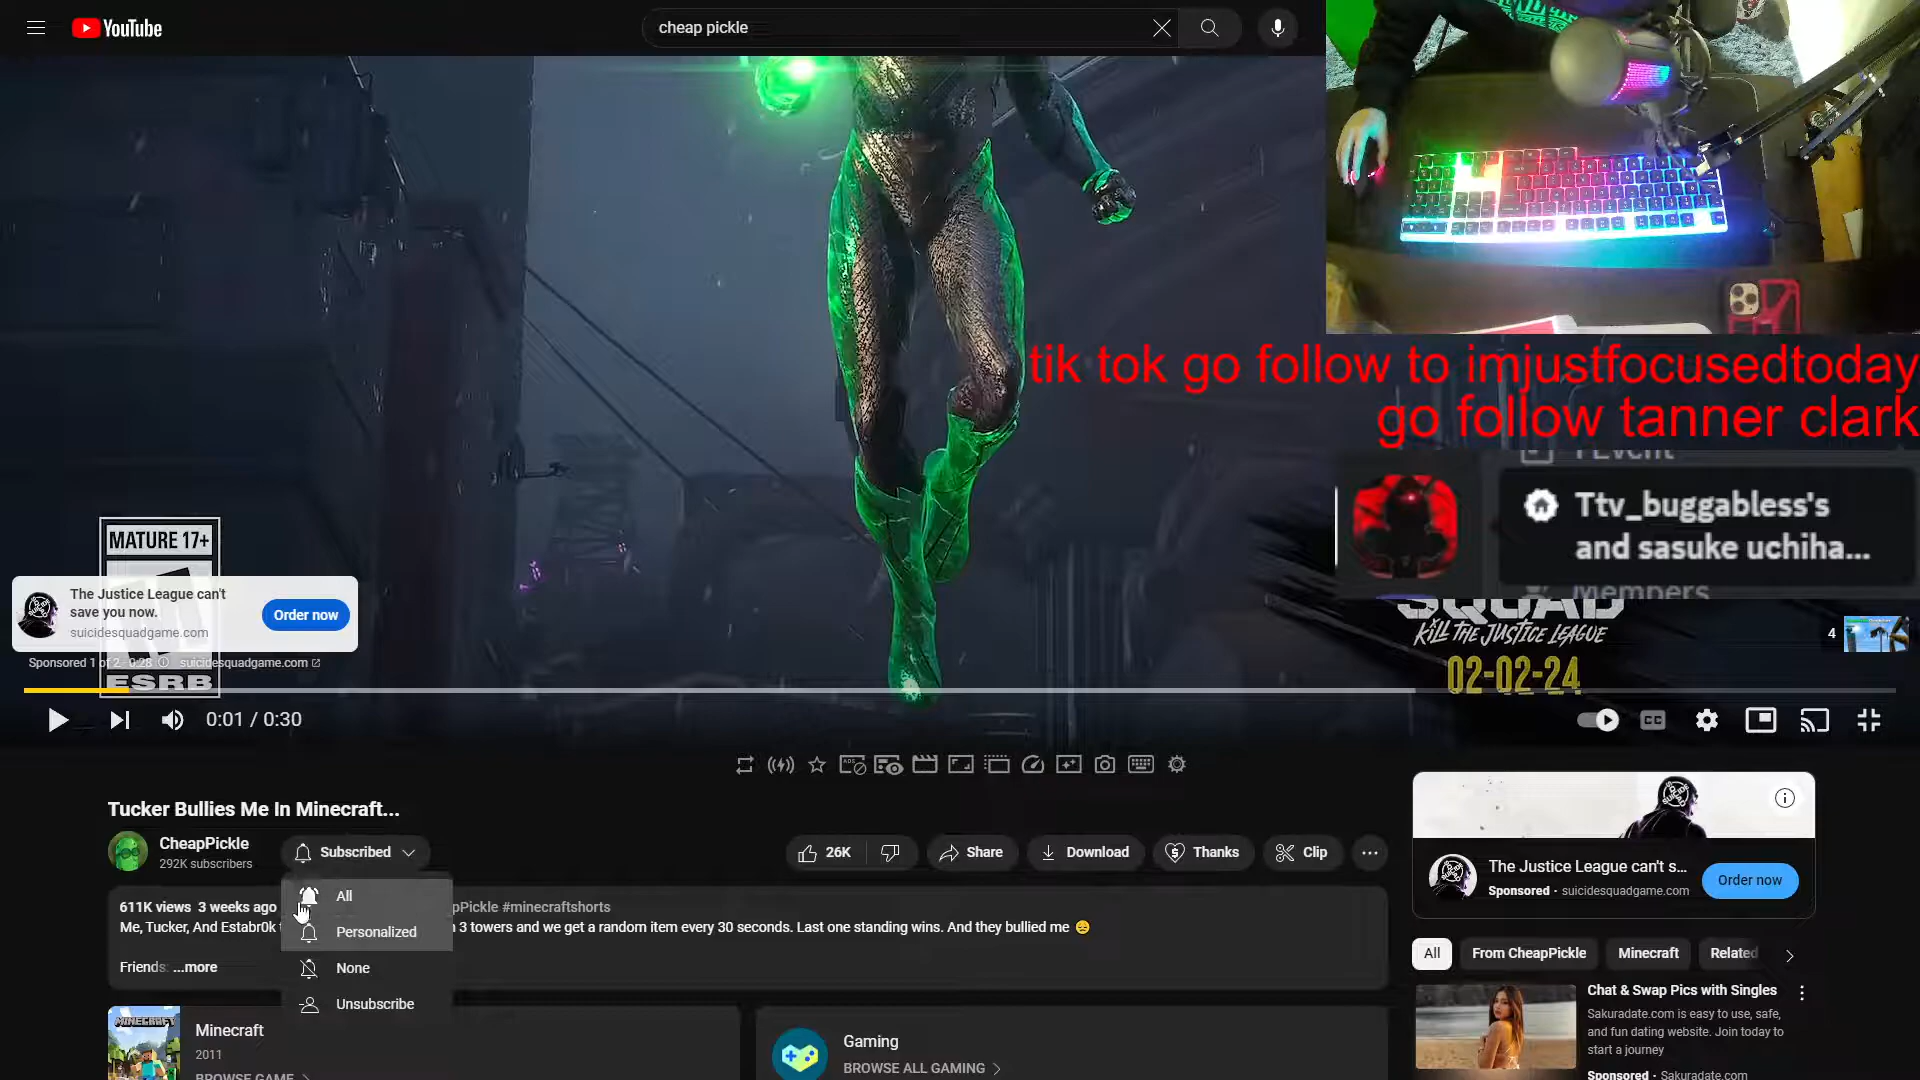 YouTube
cheap pickle
tik tok go follow to imjustfocusedtoday
go follow tanner clark
1 Event
Ttv_buggabless's
and sasuke uchiha...
Members
MATURE 17+
ESRB
The Justice League can't
save you now.
suicidesquadgame.com
Order now
Sponsored 1 of 2 · 0:28 suicidesquadgame.com
SQUAD
KILL THE JUSTICE LEAGUE
02-02-24
4
0:01 / 0:30
CC
Tucker Bullies Me In Minecraft...
CheapPickle
292K subscribers
Subscribed
26K
Share
Download
Thanks
Clip
All
Personalized
None
Unsubscribe
611K views 3 weeks ago
pPickle #minecraftshorts
Me, Tucker, And Estabr0k
3 towers and we get a random item every 30 seconds. Last one standing wins. And they bullied me 😔
Friends: ...more
MINECRAFT
Minecraft
2011
BROWSE GAME
Gaming
BROWSE ALL GAMING
The Justice League can't s...
Sponsored · suicidesquadgame.com
Order now
All
From CheapPickle
Minecraft
Related
Chat & Swap Pics with Singles
Sakuradate.com is easy to use, safe,
and fun dating website. Join today to
start a journey
Sponsored · Sakuradate.com